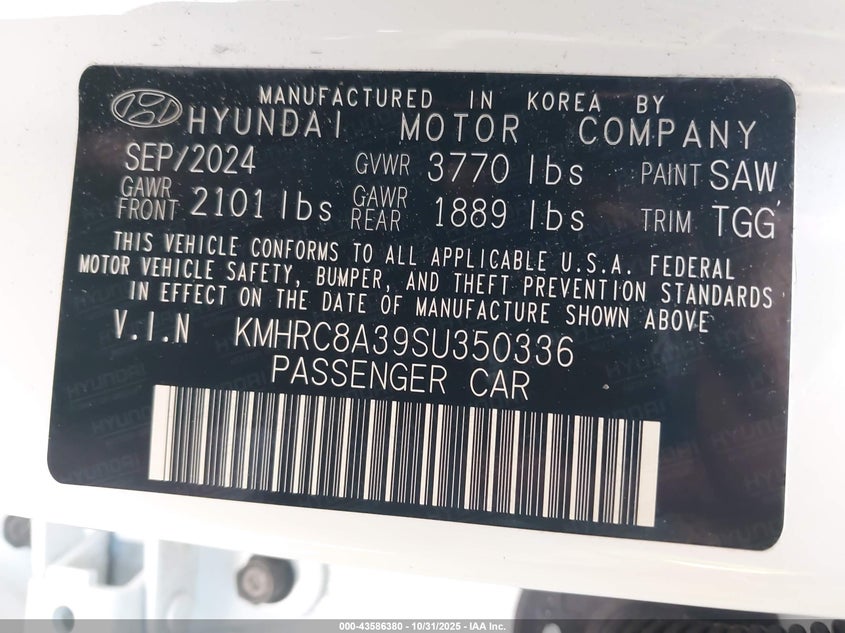 MANUFACTURED IN KOREA BY
HYUNDAI MOTOR COMPANY
SEP/2024 GVWR 3770 lbs PAINT SAW
GAWR FRONT 2101 lbs GAWR REAR 1889 lbs TRIM TGG
THIS VEHICLE CONFORMS TO ALL APPLICABLE U.S.A. FEDERAL
MOTOR VEHICLE SAFETY, BUMPER, AND THEFT PREVENTION STANDARDS
IN EFFECT ON THE DATE OF MANUFACTURE SHOWN ABOVE
V.I.N KMHRC8A39SU350336
PASSENGER CAR
000-43586380 - 10/31/2025 - IAA Inc.